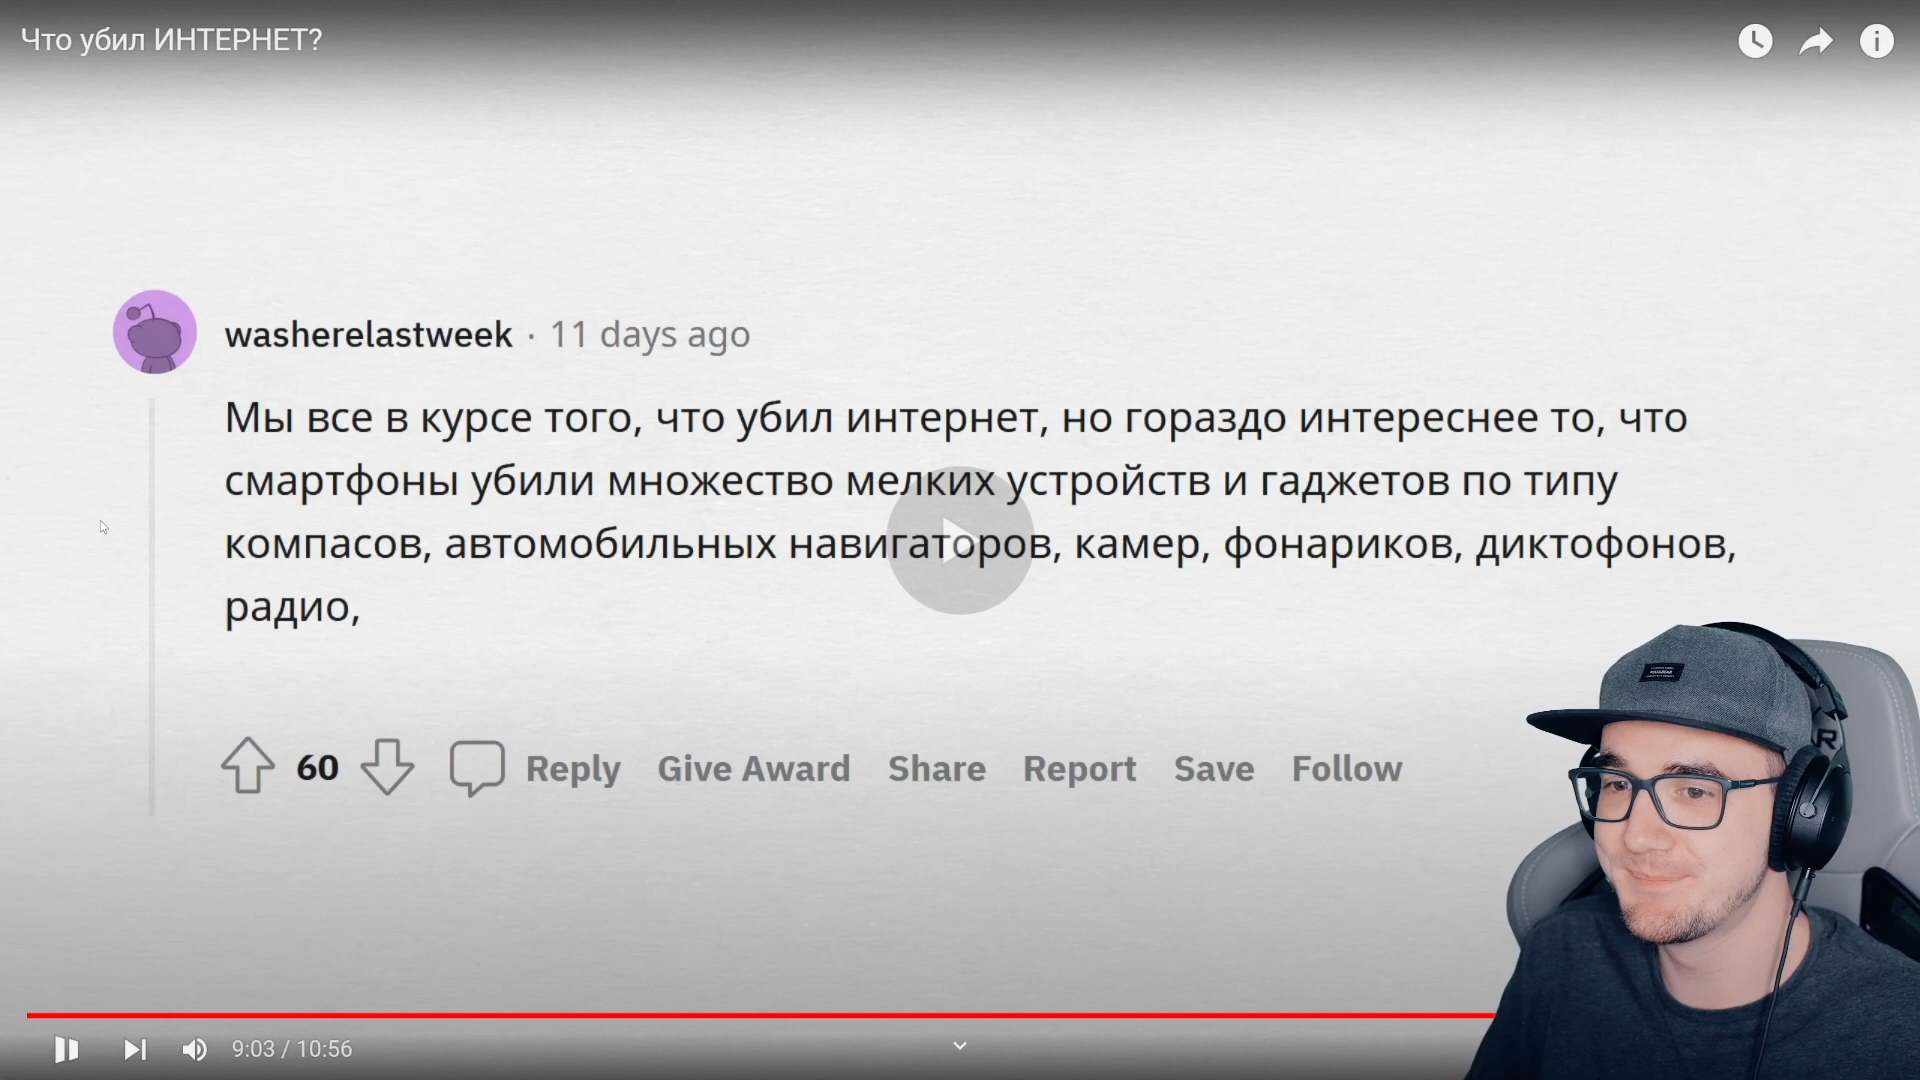 Что убил ИНТЕРНЕТ?
washerelastweek · 11 days ago
Мы все в курсе того, что убил интернет, но гораздо интереснее то, что
смартфоны убили множество мелких устройств и гаджетов по типу
компасов, автомобильных навигаторов, камер, фонариков, диктофонов,
радио,
60 Reply Give Award Share Report Save Follow
R
9:03 / 10:56